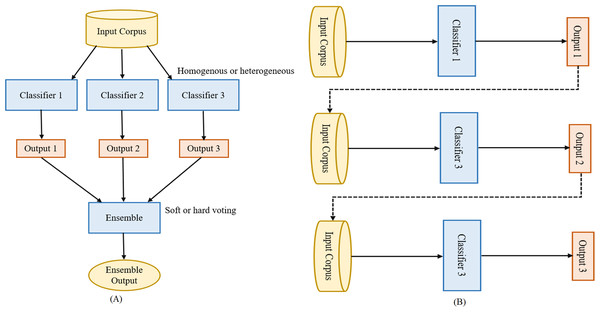 Input Corpus
Homogenous or heterogeneous
Classifier 1
Classifier 2
Classifier 3
Output 1
Output 2
Output 3
Ensemble
Soft or hard voting
Ensemble
Output
(A)
Input Corpus
Classifier 1
Output 1
Input Corpus
Classifier 3
Output 2
Input Corpus
Classifier 3
Output 3
(B)